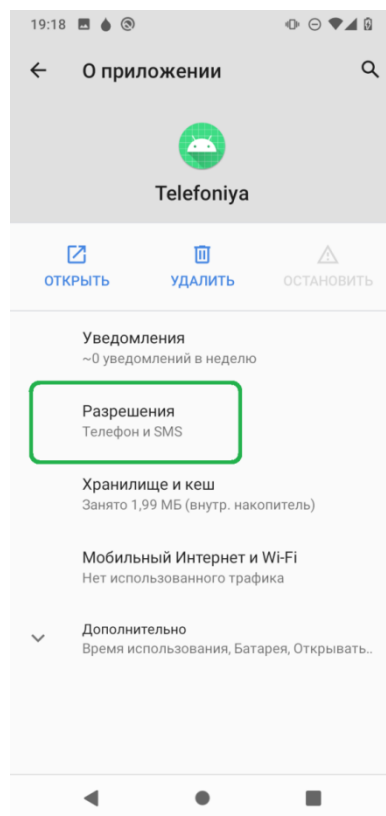 19:18
О приложении
Telefoniya
ОТКРЫТЬ УДАЛИТЬ ОСТАНОВИТЬ
Уведомления
~0 уведомлений в неделю
Разрешения
Телефон и SMS
Хранилище и кеш
Занято 1,99 МБ (внутр. накопитель)
Мобильный Интернет и Wi-Fi
Нет использованного трафика
Дополнительно
Время использования, Батарея, Открывать..